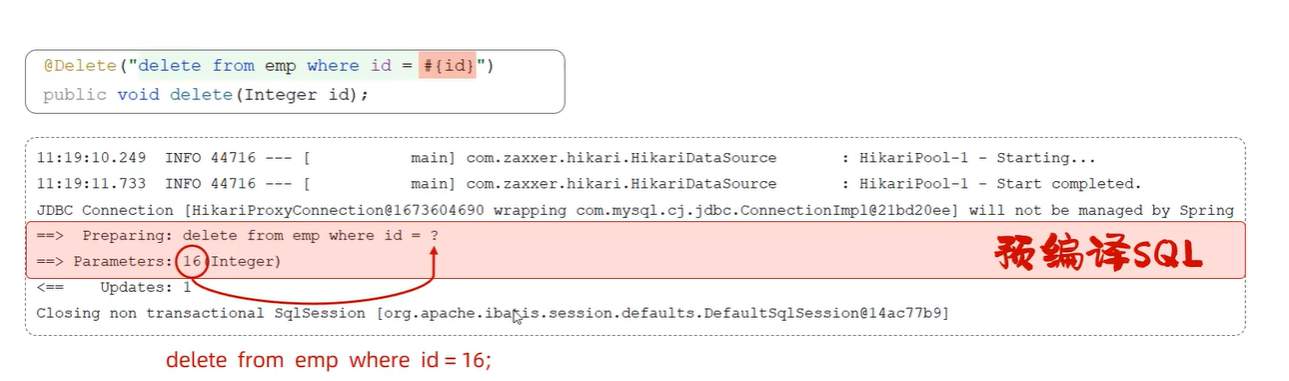 @Delete("delete from emp where id = #{id}")
public void delete(Integer id);
11:19:10.249  INFO 44716 --- [           main] com.zaxxer.hikari.HikariDataSource       : HikariPool-1 - Starting...
11:19:11.733  INFO 44716 --- [           main] com.zaxxer.hikari.HikariDataSource       : HikariPool-1 - Start completed.
JDBC Connection [HikariProxyConnection@1673604690 wrapping com.mysql.cj.jdbc.ConnectionImpl@21bd20ee] will not be managed by Spring
==>  Preparing: delete from emp where id = ?
预编译SQL
==> Parameters: 16(Integer)
<==    Updates: 1
Closing non transactional SqlSession [org.apache.ibatis.session.defaults.DefaultSqlSession@14ac77b9]
delete from emp where id = 16;